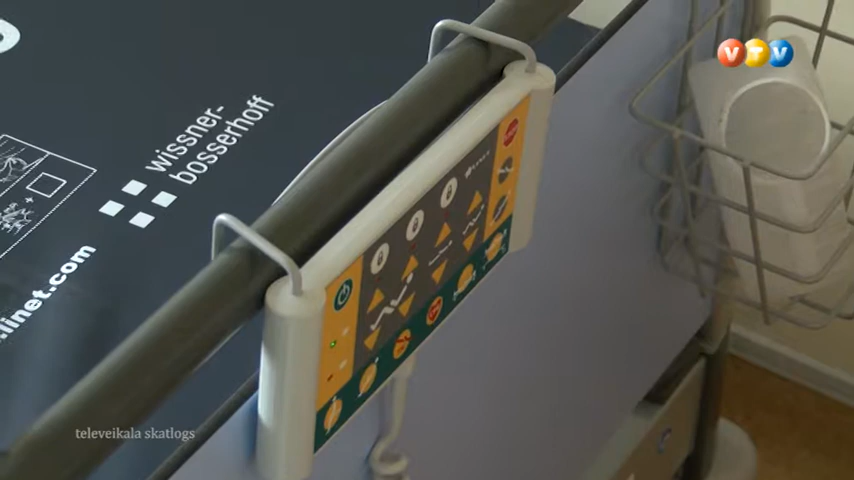 VTV
wissner-
bosserhoff
linet.com
televeikala skatlogs